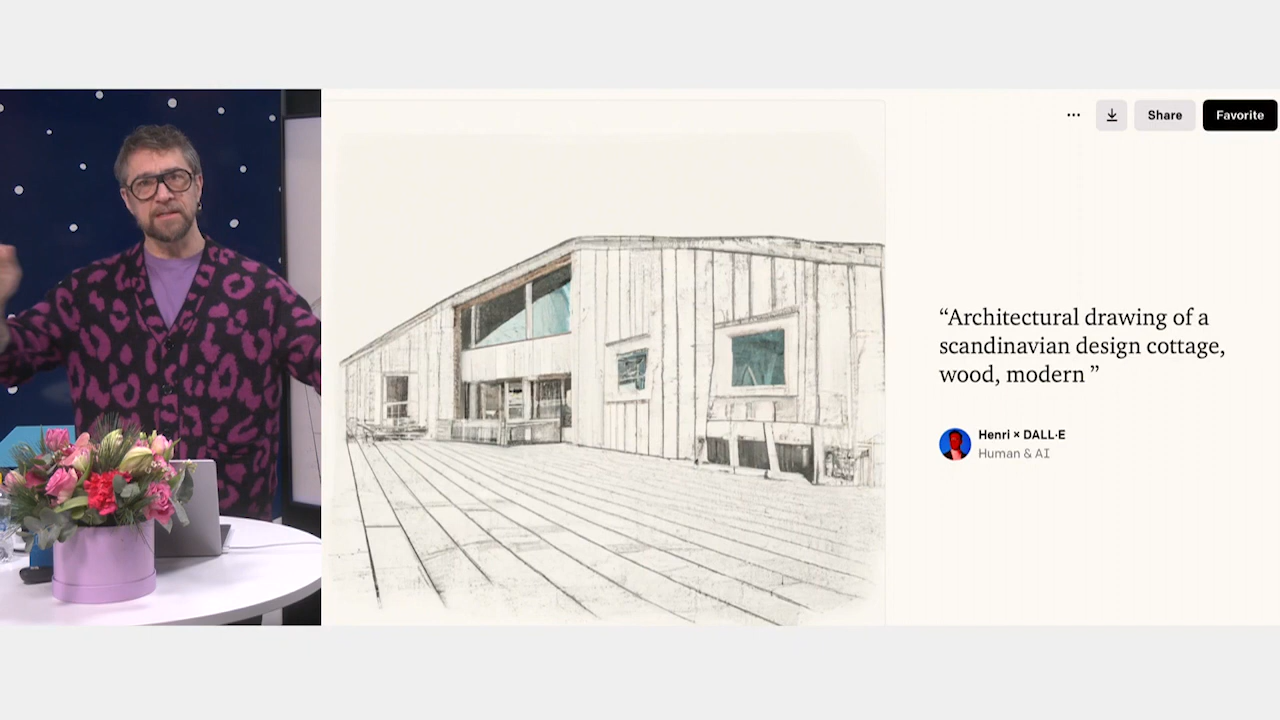 Share
Favorite
“Architectural drawing of a
scandinavian design cottage,
wood, modern ”
Henri × DALL·E
Human & AI